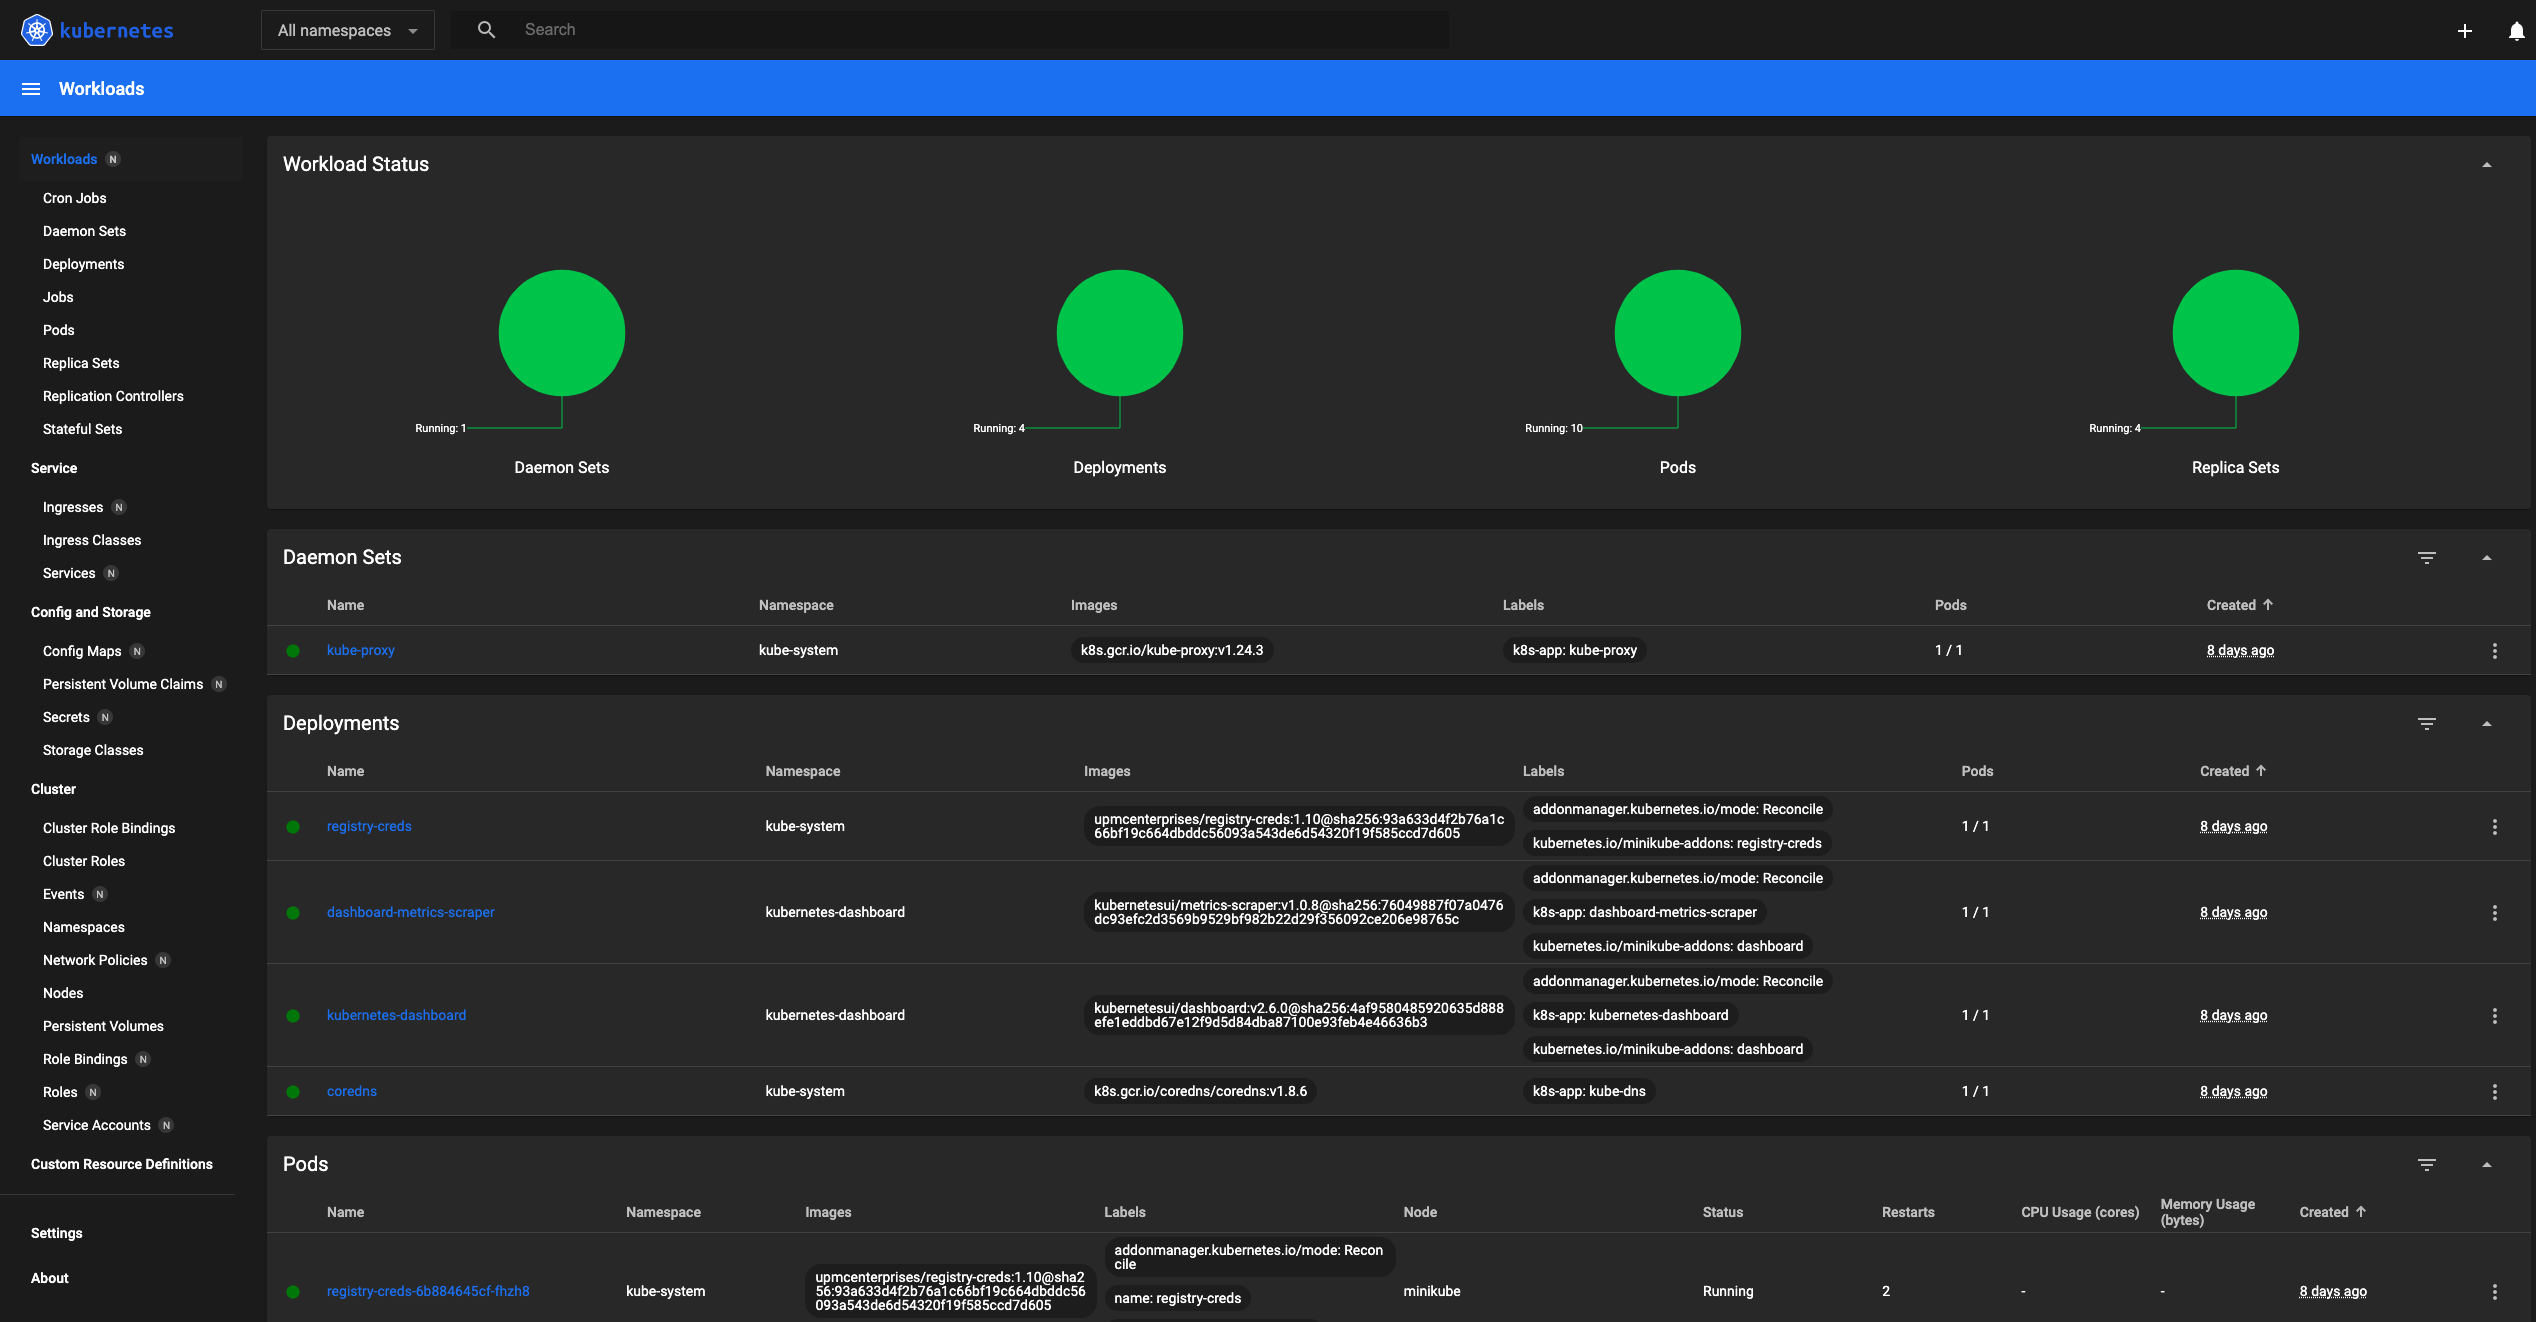 kubernetes
All namespaces
Search
Workloads
Workloads N
Cron Jobs
Daemon Sets
Deployments
Jobs
Pods
Replica Sets
Replication Controllers
Stateful Sets
Service
Ingresses N
Ingress Classes
Services N
Config and Storage
Config Maps N
Persistent Volume Claims N
Secrets N
Storage Classes
Cluster
Cluster Role Bindings
Cluster Roles
Events N
Namespaces
Network Policies N
Nodes
Persistent Volumes
Role Bindings N
Roles N
Service Accounts N
Custom Resource Definitions
Settings
About
Workload Status
Running: 1
Daemon Sets
Running: 4
Deployments
Running: 10
Pods
Running: 4
Replica Sets
Daemon Sets
Name Namespace Images Labels Pods Created
kube-proxy kube-system k8s.gcr.io/kube-proxy:v1.24.3 k8s-app: kube-proxy 1 / 1 8 days ago
Deployments
Name Namespace Images Labels Pods Created
registry-creds kube-system
upmcenterprises/registry-creds:1.10@sha256:93a633d4f2b76a1c
66bf19c664dbddc56093a543de6d54320f19f585ccd7d605
addonmanager.kubernetes.io/mode: Reconcile
kubernetes.io/minikube-addons: registry-creds
1 / 1 8 days ago
dashboard-metrics-scraper kubernetes-dashboard
kubernetesui/metrics-scraper:v1.0.8@sha256:76049887f07a0476
dc93efc2d3569b9529bf982b22d29f356092ce206e98765c
addonmanager.kubernetes.io/mode: Reconcile
k8s-app: dashboard-metrics-scraper
kubernetes.io/minikube-addons: dashboard
1 / 1 8 days ago
kubernetes-dashboard kubernetes-dashboard
kubernetesui/dashboard:v2.6.0@sha256:4af9580485920635d888
efe1eddbd67e12f9d5d84dba87100e93feb4e46636b3
addonmanager.kubernetes.io/mode: Reconcile
k8s-app: kubernetes-dashboard
kubernetes.io/minikube-addons: dashboard
1 / 1 8 days ago
coredns kube-system k8s.gcr.io/coredns/coredns:v1.8.6 k8s-app: kube-dns 1 / 1 8 days ago
Pods
Name Namespace Images Labels Node Status Restarts CPU Usage (cores) Memory Usage
(bytes) Created
registry-creds-6b884645cf-fhzh8 kube-system
upmcenterprises/registry-creds:1.10@sha2
56:93a633d4f2b76a1c66bf19c664dbddc56
093a543de6d54320f19f585ccd7d605
addonmanager.kubernetes.io/mode: Recon
cile
name: registry-creds
minikube Running 2 - - 8 days ago